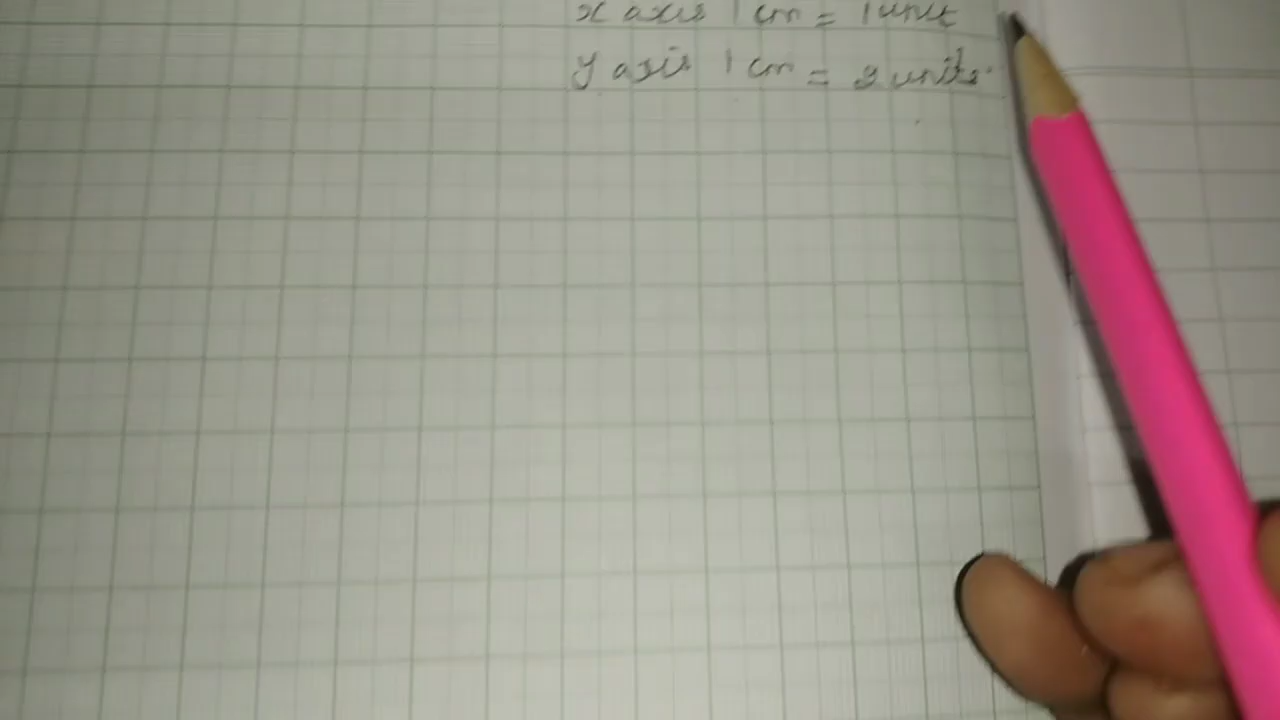 x axis 1 cm = 1 unit
y axis 1 cm = 2 units.